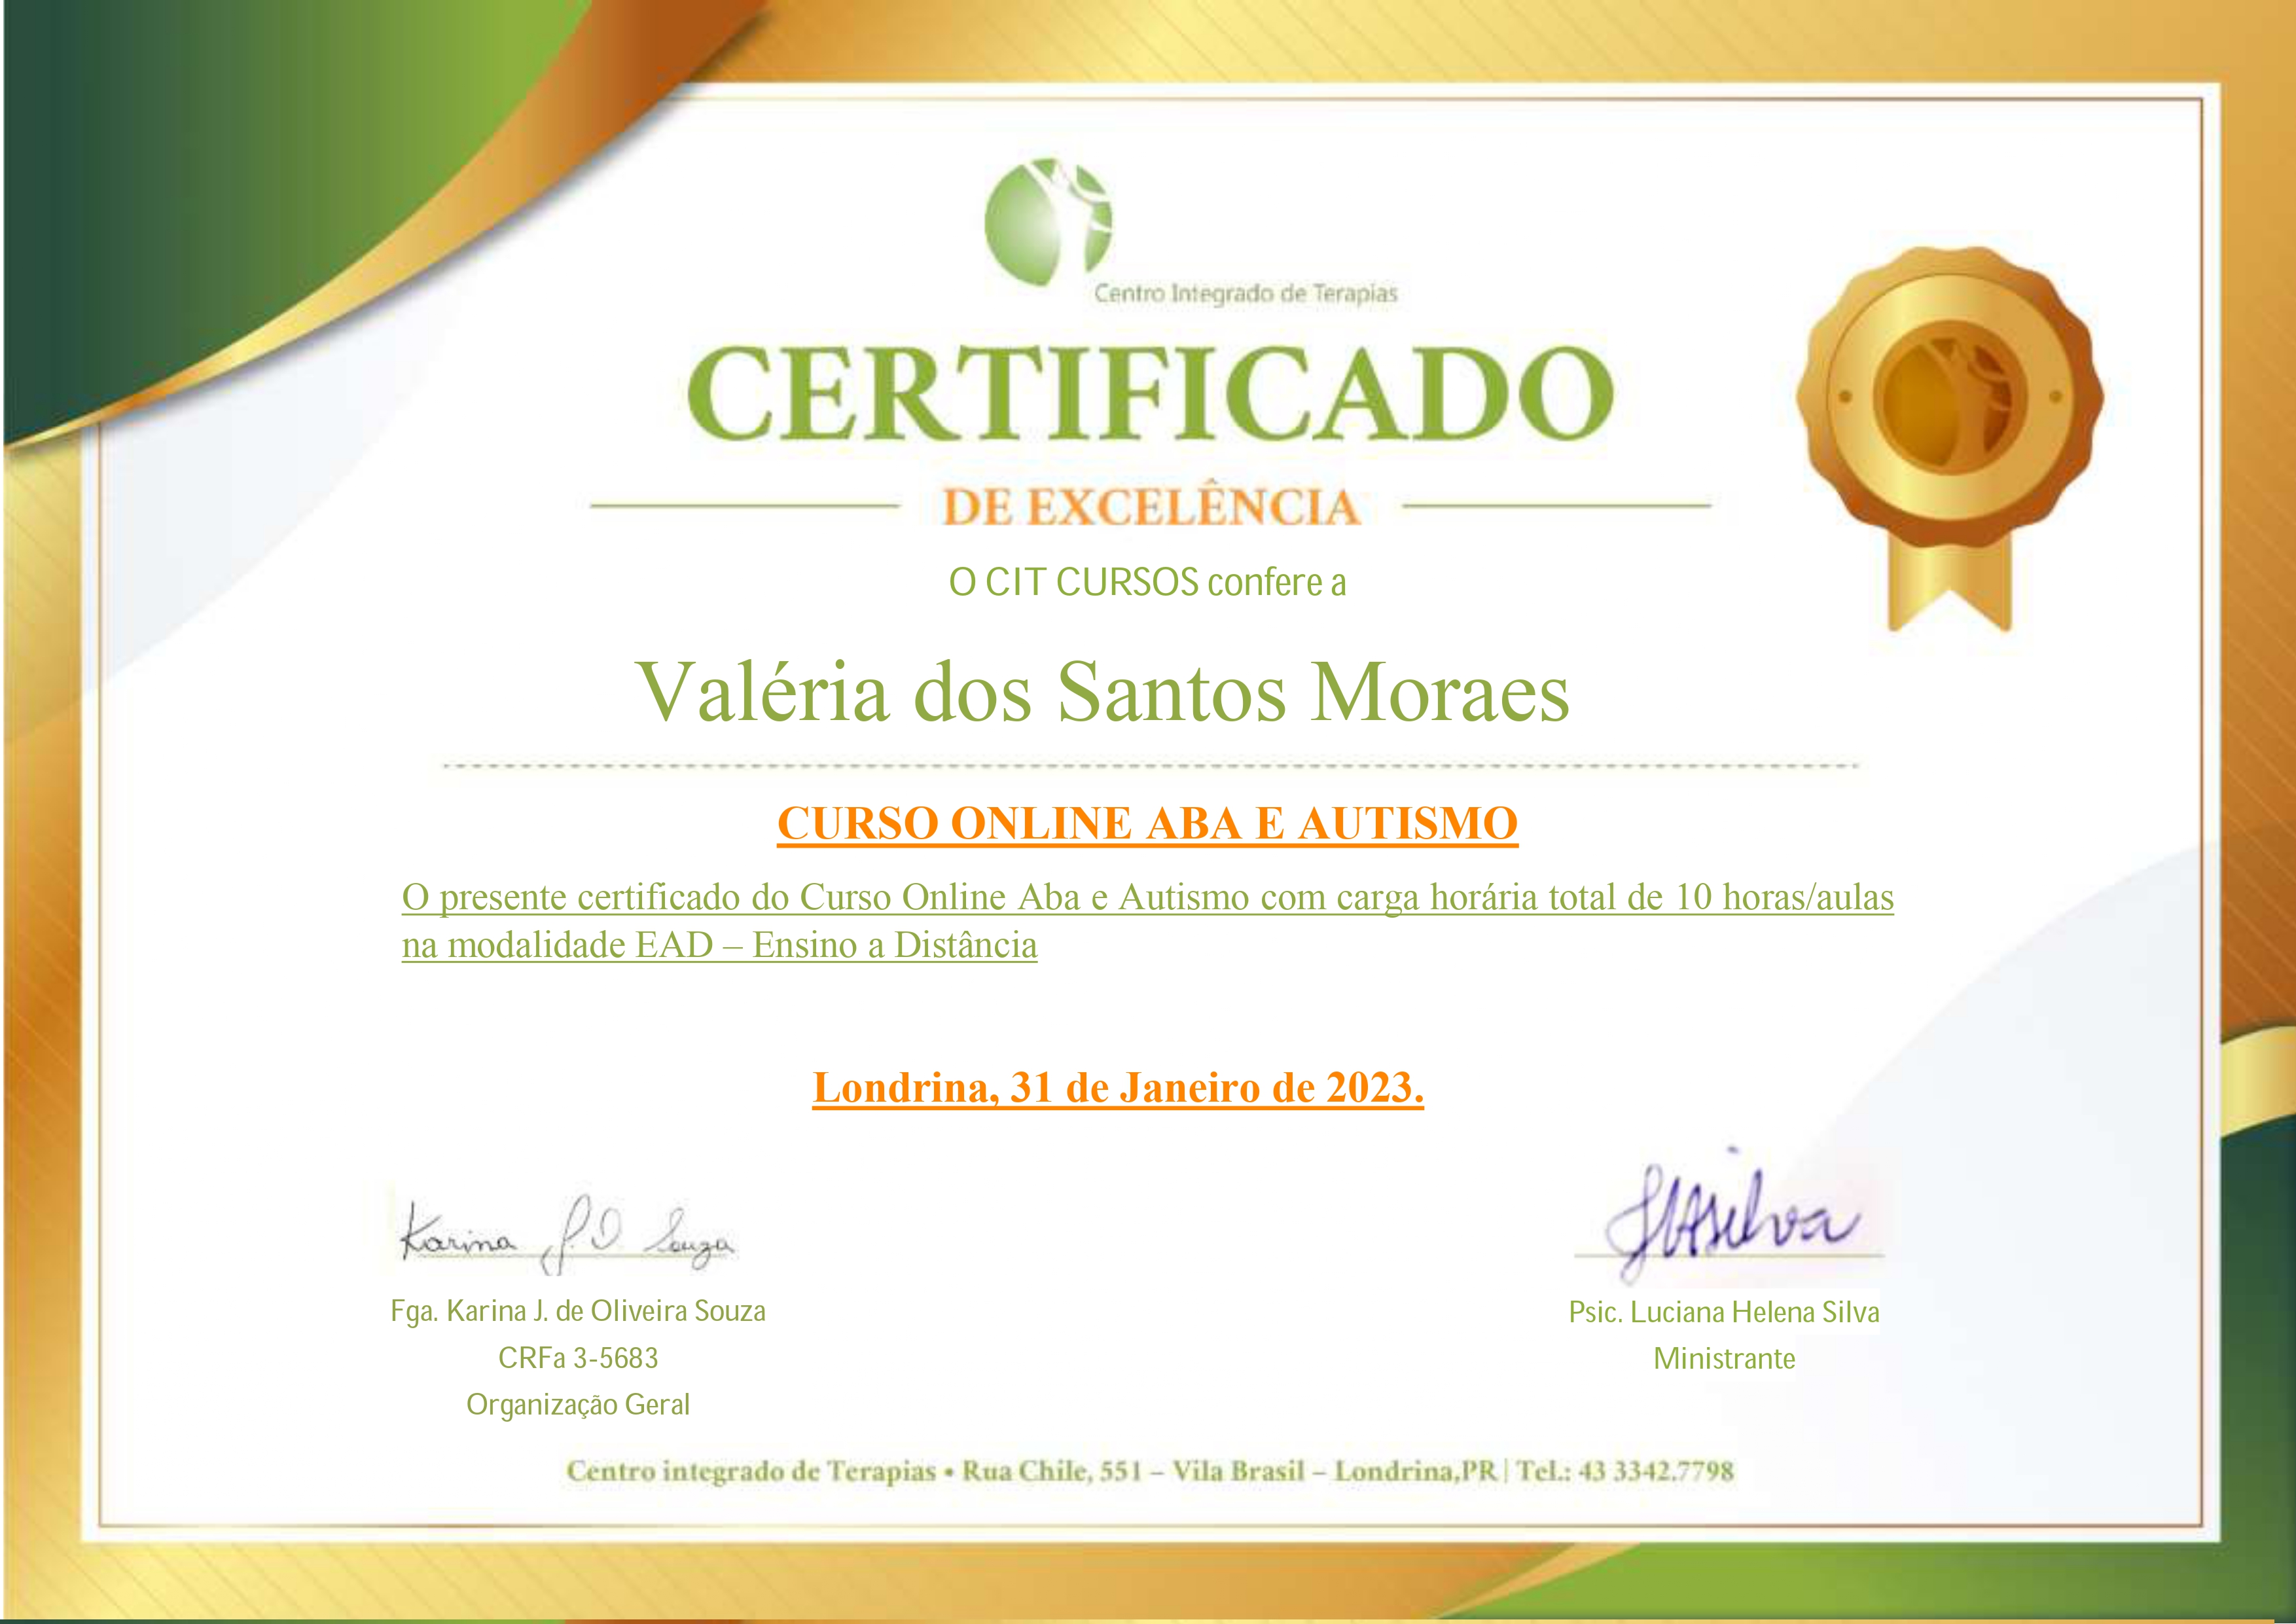 Centro Integrado de Terapias
CERTIFICADO
DE EXCELÊNCIA
O CIT CURSOS confere a
Valéria dos Santos Moraes
CURSO ONLINE ABA E AUTISMO
O presente certificado do Curso Online Aba e Autismo com carga horária total de 10 horas/aulas
na modalidade EAD – Ensino a Distância
Londrina, 31 de Janeiro de 2023.
Karina J. O. Souza
LHSilva
Fga. Karina J. de Oliveira Souza
CRFa 3-5683
Organização Geral
Psic. Luciana Helena Silva
Ministrante
Centro integrado de Terapias • Rua Chile, 551 – Vila Brasil – Londrina,PR | Tel.: 43 3342.7798